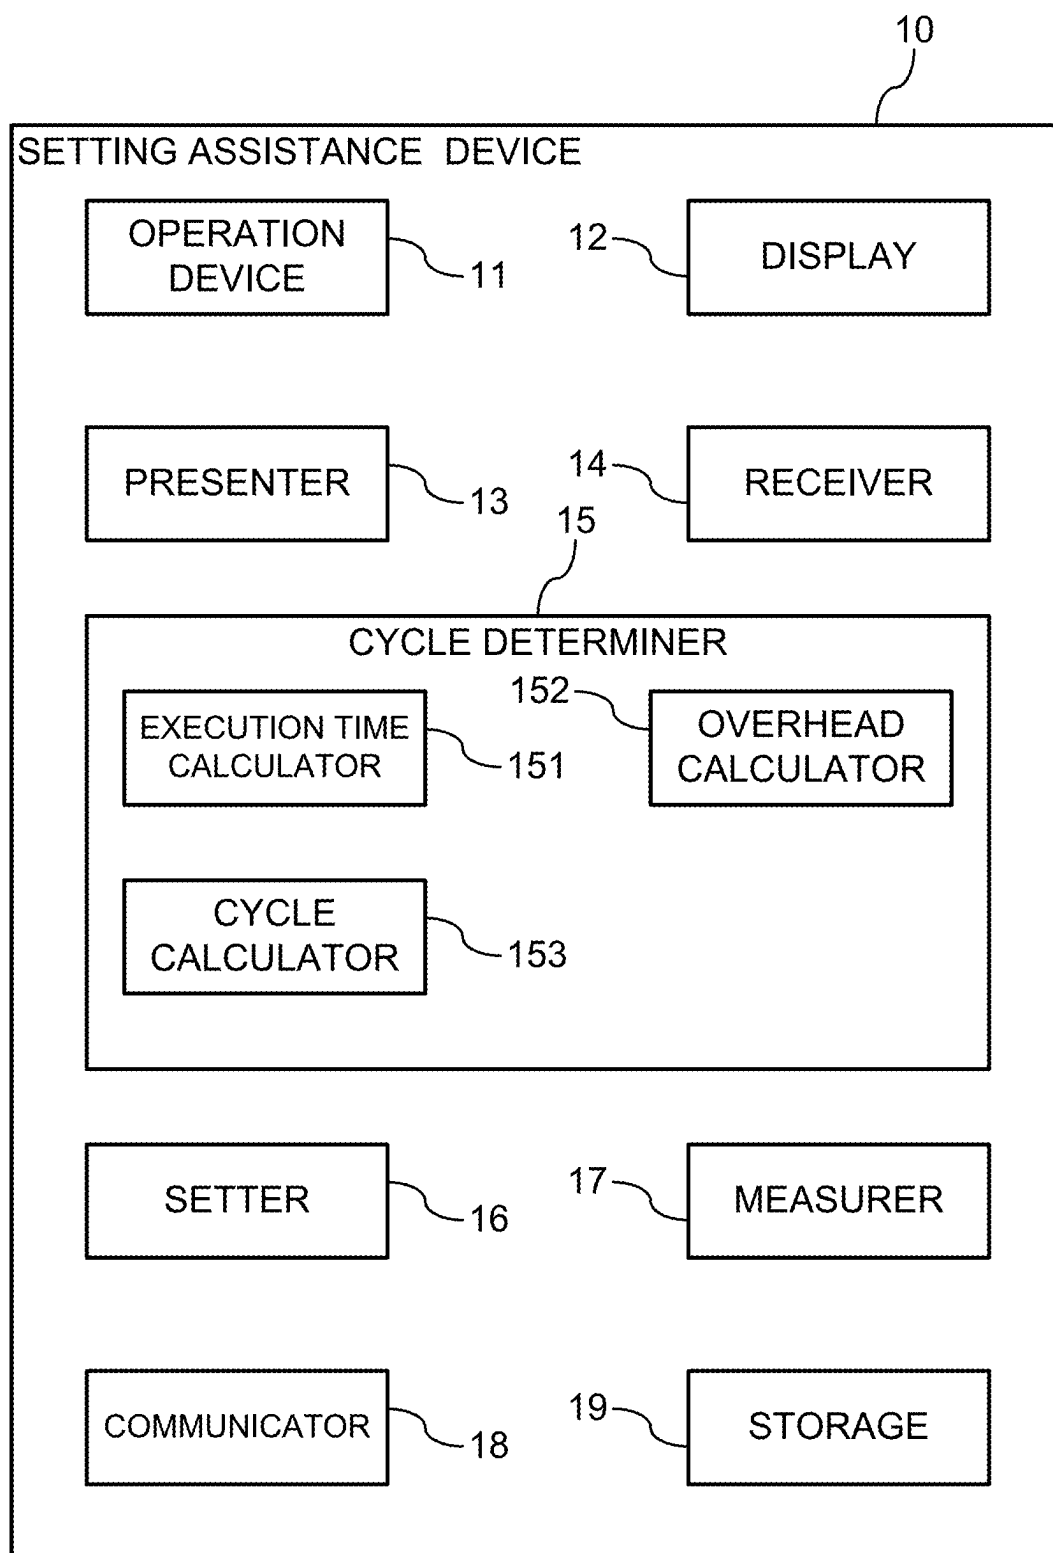 10
SETTING ASSISTANCE DEVICE
OPERATION
DEVICE
11
12
DISPLAY
PRESENTER
13
14
RECEIVER
15
CYCLE DETERMINER
EXECUTION TIME
CALCULATOR
151
152
OVERHEAD
CALCULATOR
CYCLE
CALCULATOR
153
SETTER
16
17
MEASURER
COMMUNICATOR
18
19
STORAGE